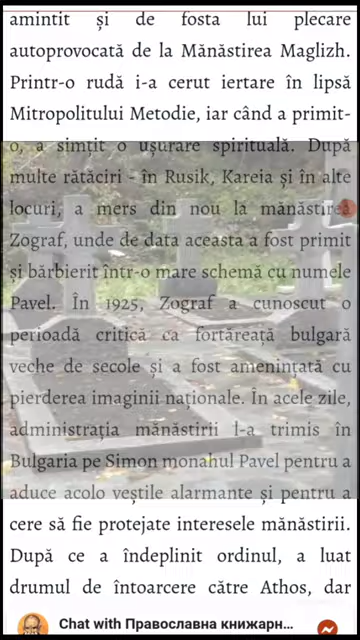 amintit și de fosta lui plecare
autoprovocată de la Mănăstirea Maglizh.
Printr-o rudă i-a cerut iertare în lipsă
Mitropolitului Metodie, iar când a primit-
o, a simțit o ușurare spirituală. După
multe rătăciri - în Rusik, Kareia și în alte
locuri, a mers din nou la mănăstirea
Zograf, unde de data aceasta a fost primit
și bărbierit într-o mare schemă cu numele
Pavel. În 1925, Zograf a cunoscut o
perioadă critică ca fortăreață bulgară
veche de secole și a fost amenințată cu
pierderea imaginii naționale. În acele zile,
administrația mănăstirii l-a trimis în
Bulgaria pe Simon monahul Pavel pentru a
aduce acolo veștile alarmante și pentru a
cere să fie protejate interesele mănăstirii.
După ce a îndeplinit ordinul, a luat
drumul de întoarcere către Athos, dar
Chat with Православна книжарн...